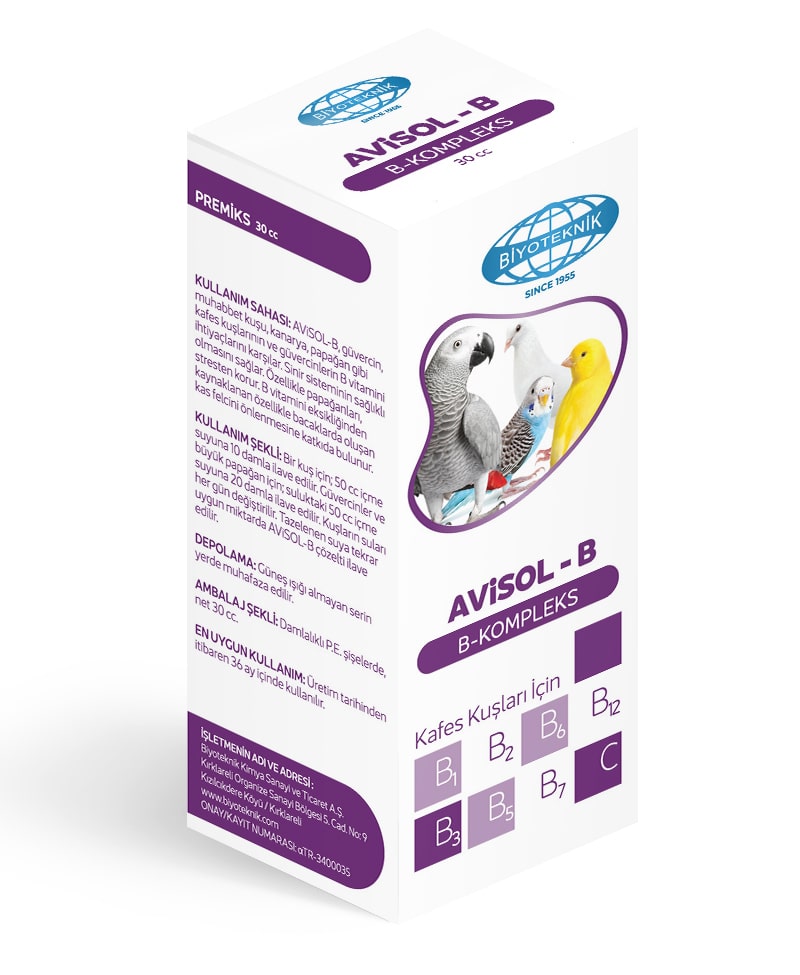 BİYOTEKNİK
SINCE 1955
AViSOL - B
B-KOMPLEKS
30 cc
PREMİKS 30 cc
KULLANIM SAHASI: AViSOL-B, güvercin,
muhabbet kuşu, kanarya, papağan gibi
kafes kuşlarının ve güvercinlerin B vitamini
ihtiyaçlarını karşılar. Sinir sisteminin sağlıklı
olmasını sağlar. Özellikle papağanları,
stresten korur. B vitamini eksikliğinden
kaynaklanan özellikle bacaklarda oluşan
kas felcini önlenmesine katkıda bulunur.
KULLANIM ŞEKLİ: Bir kuş için; 50 cc içme
suyuna 10 damla ilave edilir. Güvercinler ve
büyük papağan için; suluktaki 50 cc içme
suyuna 20 damla ilave edilir. Kuşların suları
her gün değiştirilir. Tazelenen suya tekrar
uygun miktarda AViSOL-B çözelti ilave
edilir.
DEPOLAMA: Güneş ışığı almayan serin
yerde muhafaza edilir.
AMBALAJ ŞEKLİ: Damlalıklı P.E. şişelerde,
net 30 cc.
EN UYGUN KULLANIM: Üretim tarihinden
itibaren 36 ay içinde kullanılır.
İŞLETMENİN ADI VE ADRESİ :
Biyoteknik Kimya Sanayi ve Ticaret A.Ş.
Kırklareli Organize Sanayi Bölgesi 5. Cad. No: 9
Kızılcıkdere Köyü / Kırklareli
www.biyoteknik.com
ONAY/KAYIT NUMARASI: αTR-340003S
BİYOTEKNİK
SINCE 1955
AViSOL - B
B-KOMPLEKS
Kafes Kuşları İçin
B1 B2 B6 B12
B3 B5 B7 C